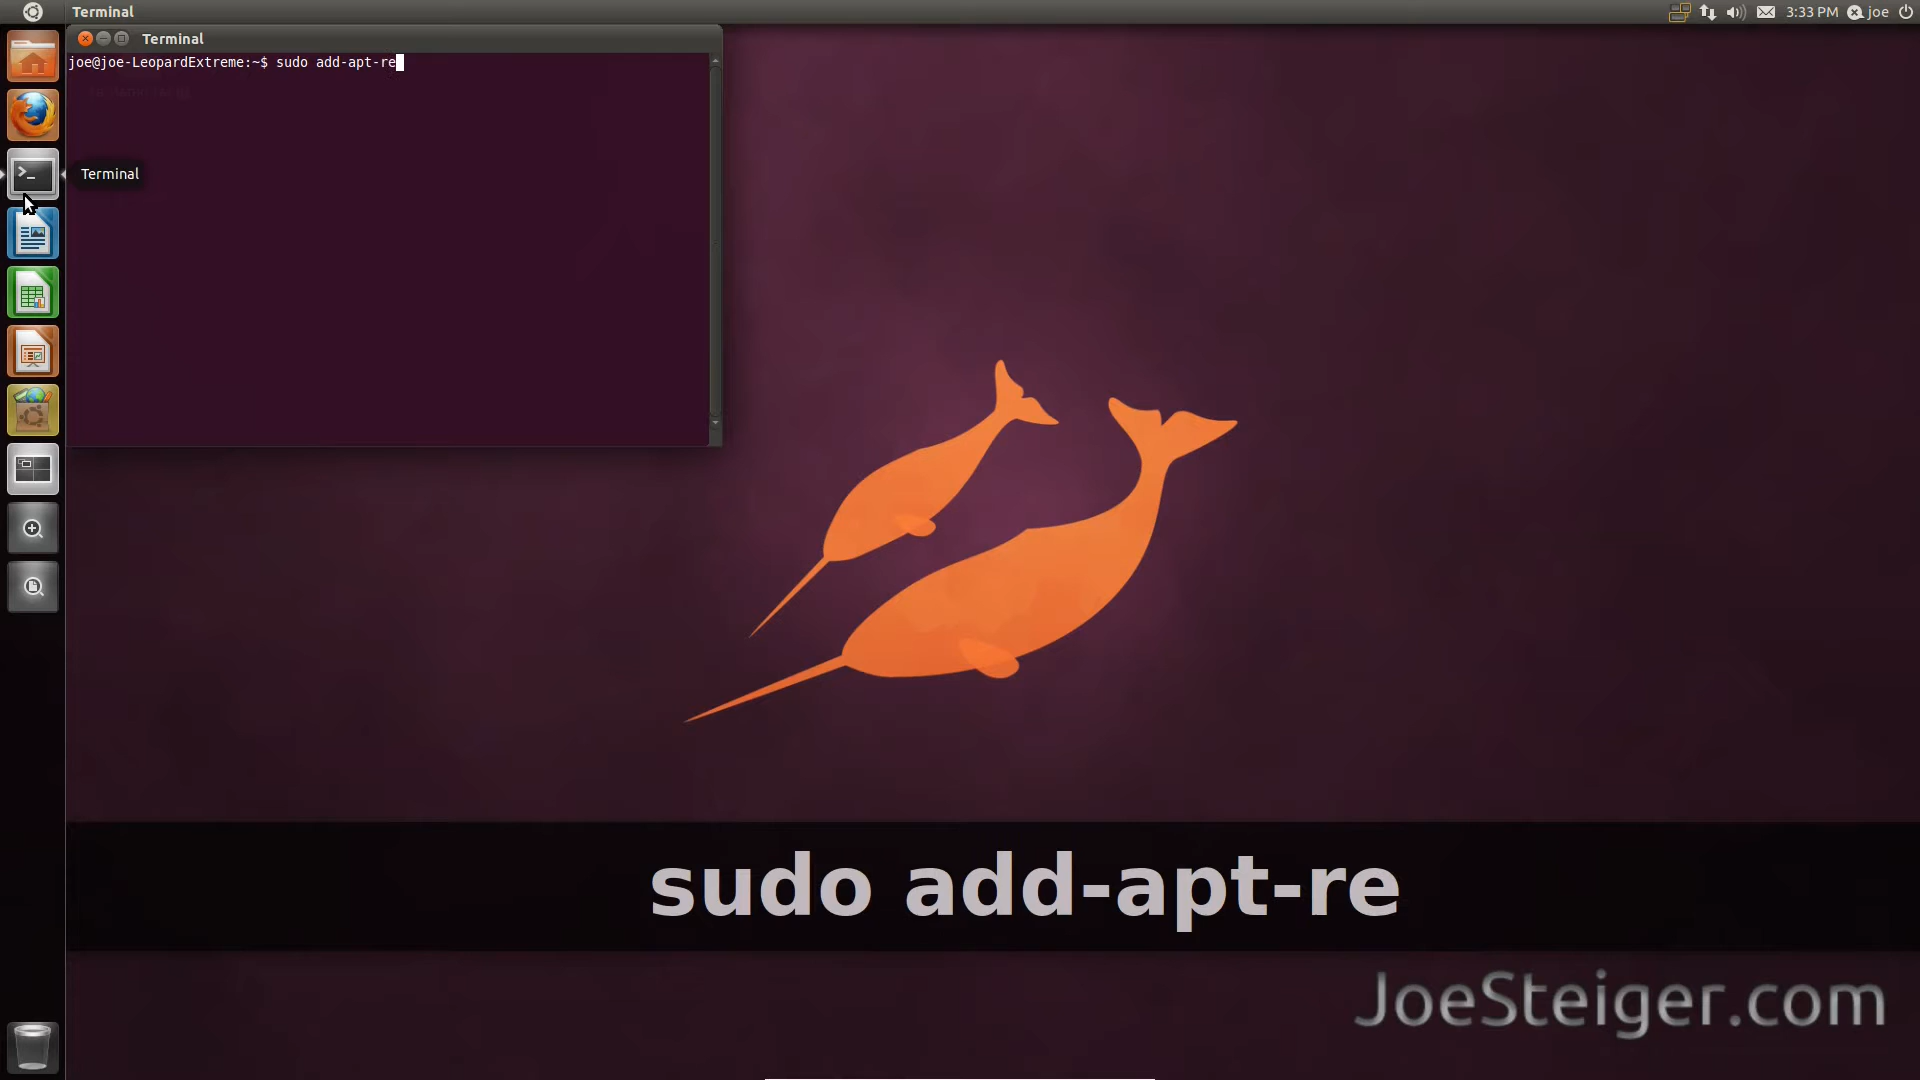 Terminal
3:33 PM
joe
Terminal
joe@joe-LeopardExtreme:~$ sudo add-apt-re
Terminal
sudo add-apt-re
JoeSteiger.com